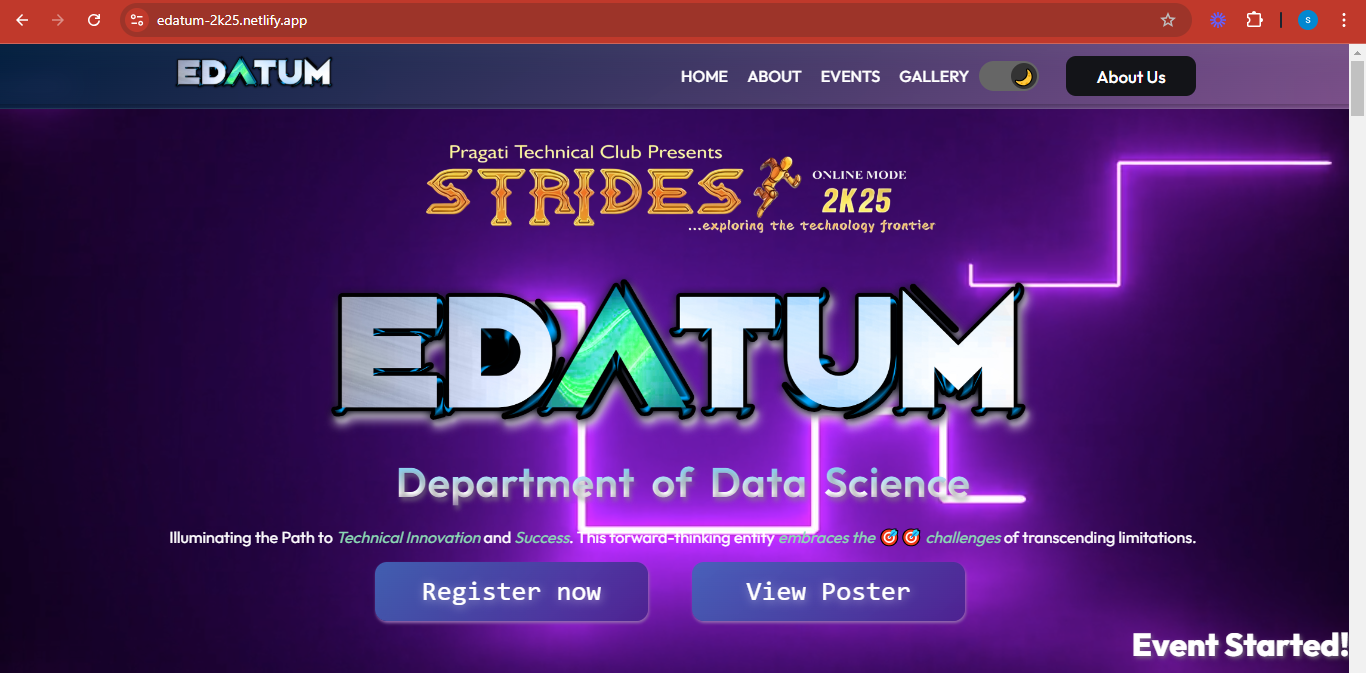 edatum-2k25.netlify.app
S
EDATUM
HOME ABOUT EVENTS GALLERY
About Us
Pragati Technical Club Presents
STRIDES
ONLINE MODE
2K25
...exploring the technology frontier
EDATUM
Department of Data Science
Illuminating the Path to Technical Innovation and Success. This forward-thinking entity embraces the 🎯 🎯 challenges of transcending limitations.
Register now
View Poster
Event Started!